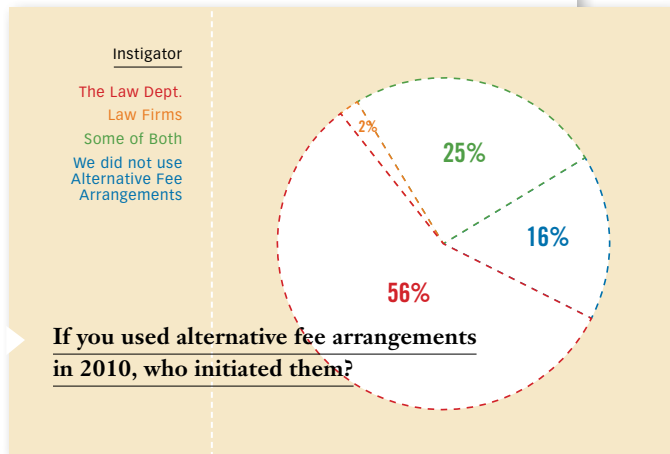 Instigator
The Law Dept.
Law Firms
Some of Both
We did not use
Alternative Fee
Arrangements
2%
25%
16%
56%
If you used alternative fee arrangements
in 2010, who initiated them?